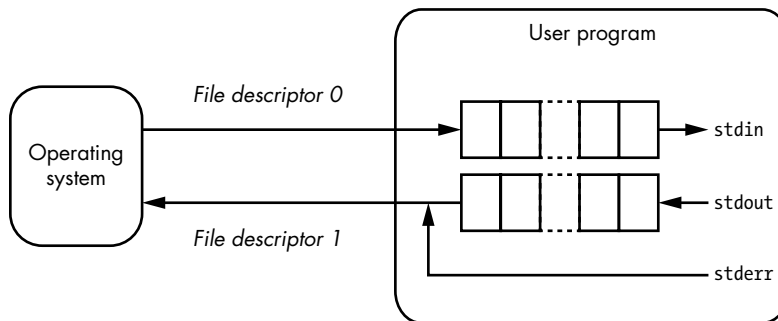 User program
File descriptor 0
stdin
Operating
system
stdout
File descriptor 1
stderr